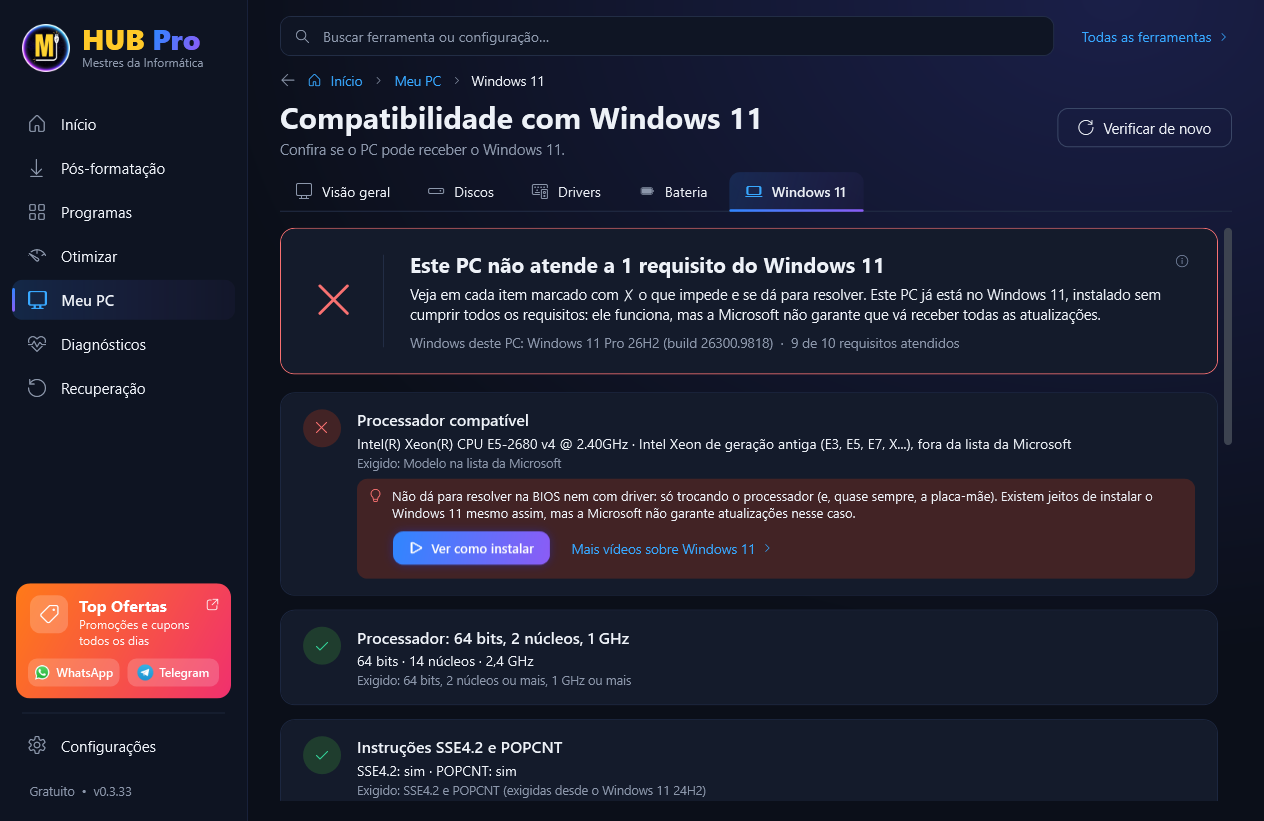 HUB Pro
Mestres da Informática
Início
Pós-formatação
Programas
Otimizar
Meu PC
Diagnósticos
Recuperação
Top Ofertas
Promoções e cupons
todos os dias
WhatsApp
Telegram
Configurações
Gratuito • v0.3.33
Buscar ferramenta ou configuração...
Todas as ferramentas
Início
Meu PC
Windows 11
Compatibilidade com Windows 11
Confira se o PC pode receber o Windows 11.
Verificar de novo
Visão geral
Discos
Drivers
Bateria
Windows 11
Este PC não atende a 1 requisito do Windows 11
Veja em cada item marcado com X o que impede e se dá para resolver. Este PC já está no Windows 11, instalado sem
cumprir todos os requisitos: ele funciona, mas a Microsoft não garante que vá receber todas as atualizações.
Windows deste PC: Windows 11 Pro 26H2 (build 26300.9818) · 9 de 10 requisitos atendidos
Processador compatível
Intel(R) Xeon(R) CPU E5-2680 v4 @ 2.40GHz · Intel Xeon de geração antiga (E3, E5, E7, X...), fora da lista da Microsoft
Exigido: Modelo na lista da Microsoft
Não dá para resolver na BIOS nem com driver: só trocando o processador (e, quase sempre, a placa-mãe). Existem jeitos de instalar o
Windows 11 mesmo assim, mas a Microsoft não garante atualizações nesse caso.
Ver como instalar
Mais vídeos sobre Windows 11
Processador: 64 bits, 2 núcleos, 1 GHz
64 bits · 14 núcleos · 2,4 GHz
Exigido: 64 bits, 2 núcleos ou mais, 1 GHz ou mais
Instruções SSE4.2 e POPCNT
SSE4.2: sim · POPCNT: sim
Exigido: SSE4.2 e POPCNT (exigidas desde o Windows 11 24H2)